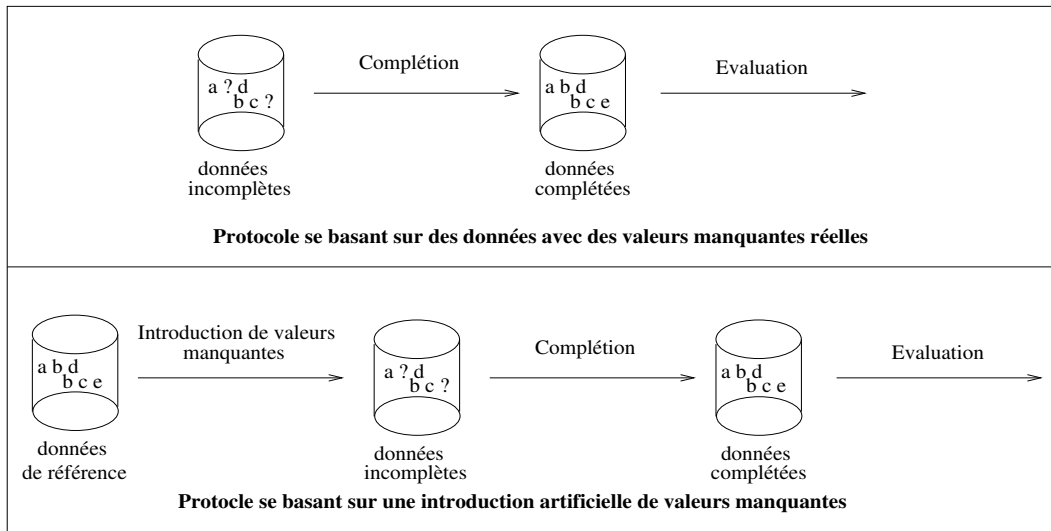 Complétion
Evaluation
a ? d
b c ?
a b d
b c e
données
incomplètes
données
complétées
Protocole se basant sur des données avec des valeurs manquantes réelles
Introduction de valeurs
manquantes
Complétion
Evaluation
a b d
b c e
a ? d
b c ?
a b d
b c e
données
de référence
données
incomplètes
données
complétées
Protocle se basant sur une introduction artificielle de valeurs manquantes